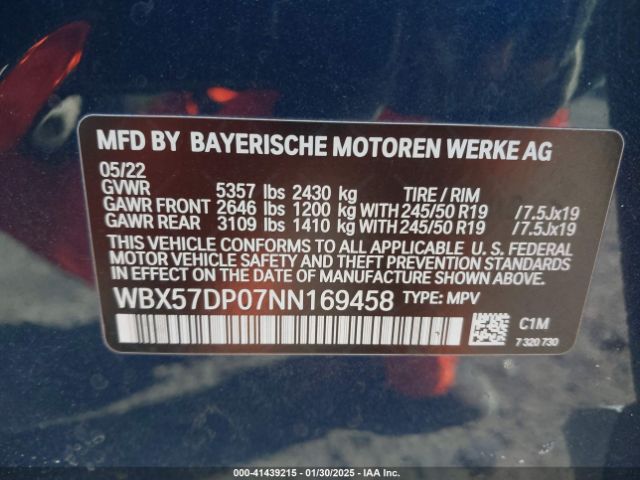 MFD BY BAYERISCHE MOTOREN WERKE AG
05/22
GVWR 5357 lbs 2430 kg TIRE / RIM
GAWR FRONT 2646 lbs 1200 kg WITH 245/50 R19 /7.5Jx19
GAWR REAR 3109 lbs 1410 kg WITH 245/50 R19 /7.5Jx19
THIS VEHICLE CONFORMS TO ALL APPLICABLE U. S. FEDERAL
MOTOR VEHICLE SAFETY AND THEFT PREVENTION STANDARDS
IN EFFECT ON THE DATE OF MANUFACTURE SHOWN ABOVE.
WBX57DP07NN169458 TYPE: MPV
C1M
7 320 730
000-41439215 - 01/30/2025 - IAA Inc.